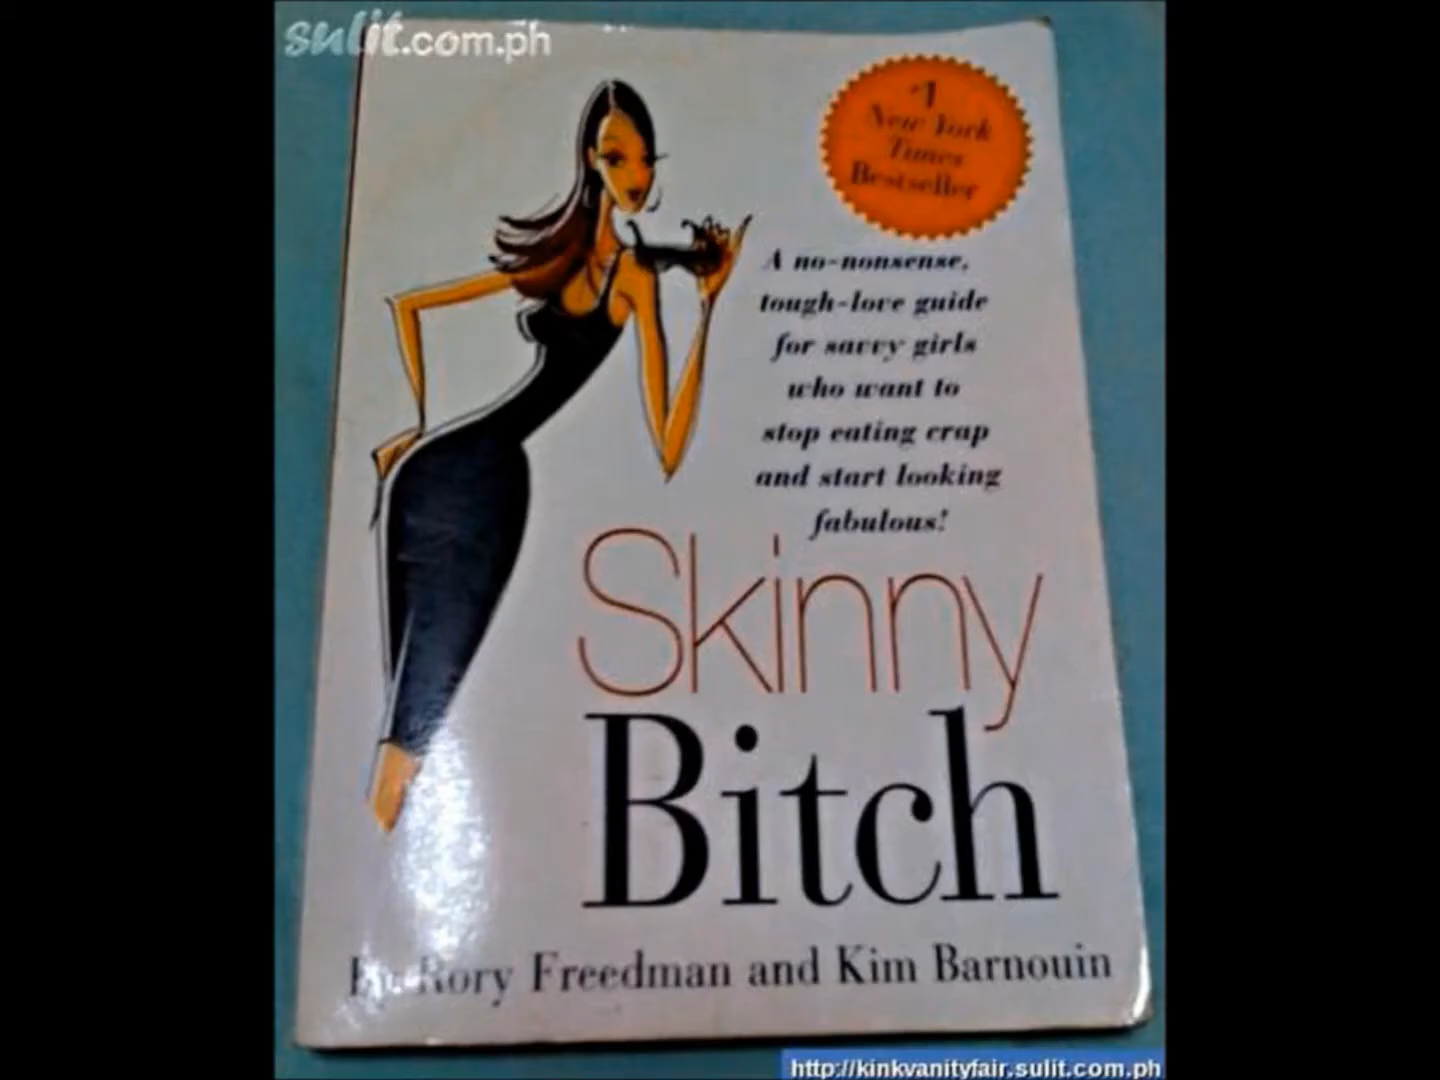 sulit.com.ph
#1
New York
Times
Bestseller
A no-nonsense,
tough-love guide
for savvy girls
who want to
stop eating crap
and start looking
fabulous!
Skinny
Bitch
By Rory Freedman and Kim Barnouin
http://kinkvanityfair.sulit.com.ph